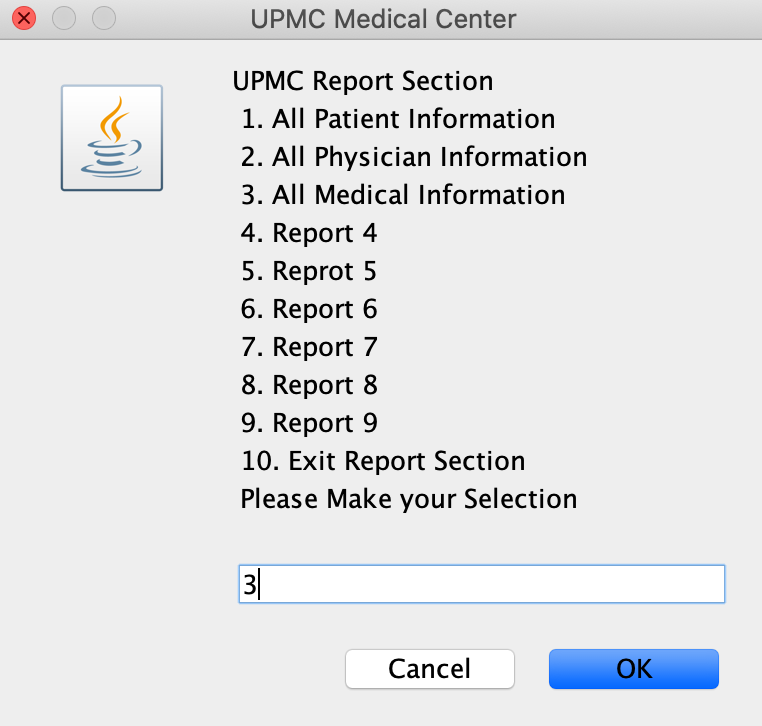 UPMC Medical Center
UPMC Report Section
1. All Patient Information
2. All Physician Information
3. All Medical Information
4. Report 4
5. Reprot 5
6. Report 6
7. Report 7
8. Report 8
9. Report 9
10. Exit Report Section
Please Make your Selection
3
Cancel OK